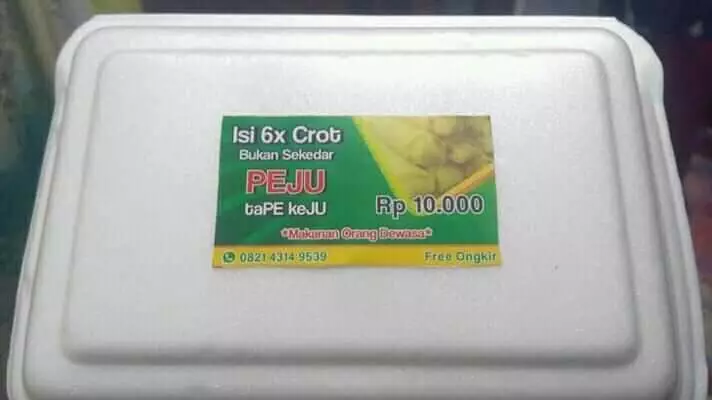 Isi 6x Crot
Bukan Sekedar
PEJU
taPE keJU
Rp 10.000
*Makanan Orang Dewasa*
0821 4314 9539
Free Ongkir